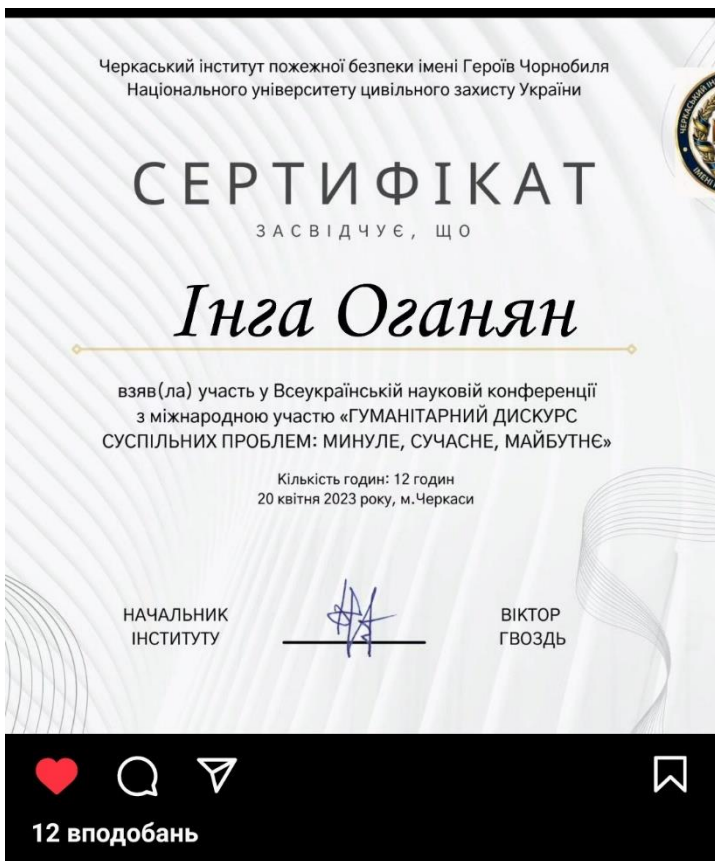 Черкаський інститут пожежної безпеки імені Героїв Чорнобиля
Національного університету цивільного захисту України
СЕРТИФІКАТ
ЗАСВІДЧУЄ, ЩО
Інга Оганян
взяв(ла) участь у Всеукраїнській науковій конференції
з міжнародною участю «ГУМАНІТАРНИЙ ДИСКУРС
СУСПІЛЬНИХ ПРОБЛЕМ: МИНУЛЕ, СУЧАСНЕ, МАЙБУТНЄ»
Кількість годин: 12 годин
20 квітня 2023 року, м.Черкаси
НАЧАЛЬНИК
ІНСТИТУТУ
ВІКТОР
ГВОЗДЬ
12 вподобань